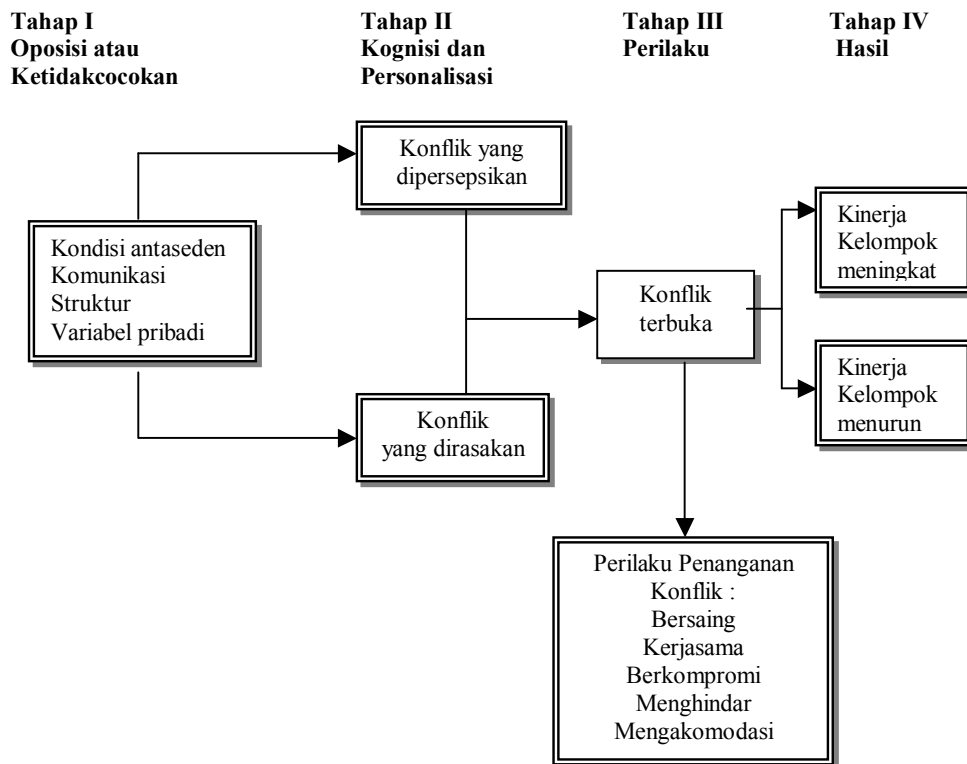 Tahap I
Oposisi atau
Ketidakcocokan
Tahap II
Kognisi dan
Personalisasi
Tahap III
Perilaku
Tahap IV
Hasil
Konflik yang
dipersepsikan
Kondisi antaseden
Komunikasi
Struktur
Variabel pribadi
Konflik
yang dirasakan
Konflik
terbuka
Kinerja
Kelompok
meningkat
Kinerja
Kelompok
menurun
Perilaku Penanganan
Konflik :
Bersaing
Kerjasama
Berkompromi
Menghindar
Mengakomodasi